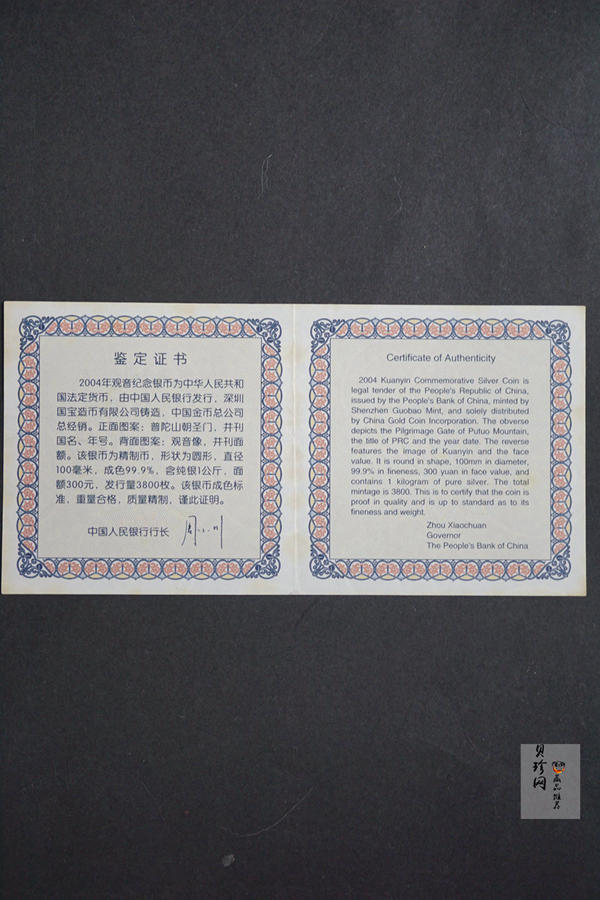 鉴定证书
2004年观音纪念银币为中华人民共和
国法定货币，由中国人民银行发行，深圳
国宝造币有限公司铸造，中国金币总公司
总经销。正面图案：普陀山朝圣门，并刊
国名、年号。背面图案：观音像，并刊面
额。该银币为精制币，形状为圆形，直径
100毫米，成色99.9%，含纯银1公斤，面
额300元，发行量3800枚。该银币成色标
准，重量合格，质量精制，谨此证明。
中国人民银行行长
Certificate of Authenticity
2004 Kuanyin Commemorative Silver Coin is
legal tender of the People's Republic of China,
issued by the People's Bank of China, minted by
Shenzhen Guobao Mint, and solely distributed
by China Gold Coin Incorporation. The obverse
depicts the Pilgrimage Gate of Putuo Mountain,
the title of PRC and the year date. The reverse
features the image of Kuanyin and the face
value. It is round in shape, 100mm in diameter,
99.9% in fineness, 300 yuan in face value, and
contains 1 kilogram of pure silver. The total
mintage is 3800. This is to certify that the coin is
proof in quality and is up to standard as to its
fineness and weight.
Zhou Xiaochuan
Governor
The People's Bank of China
贝珍网
藏品推荐